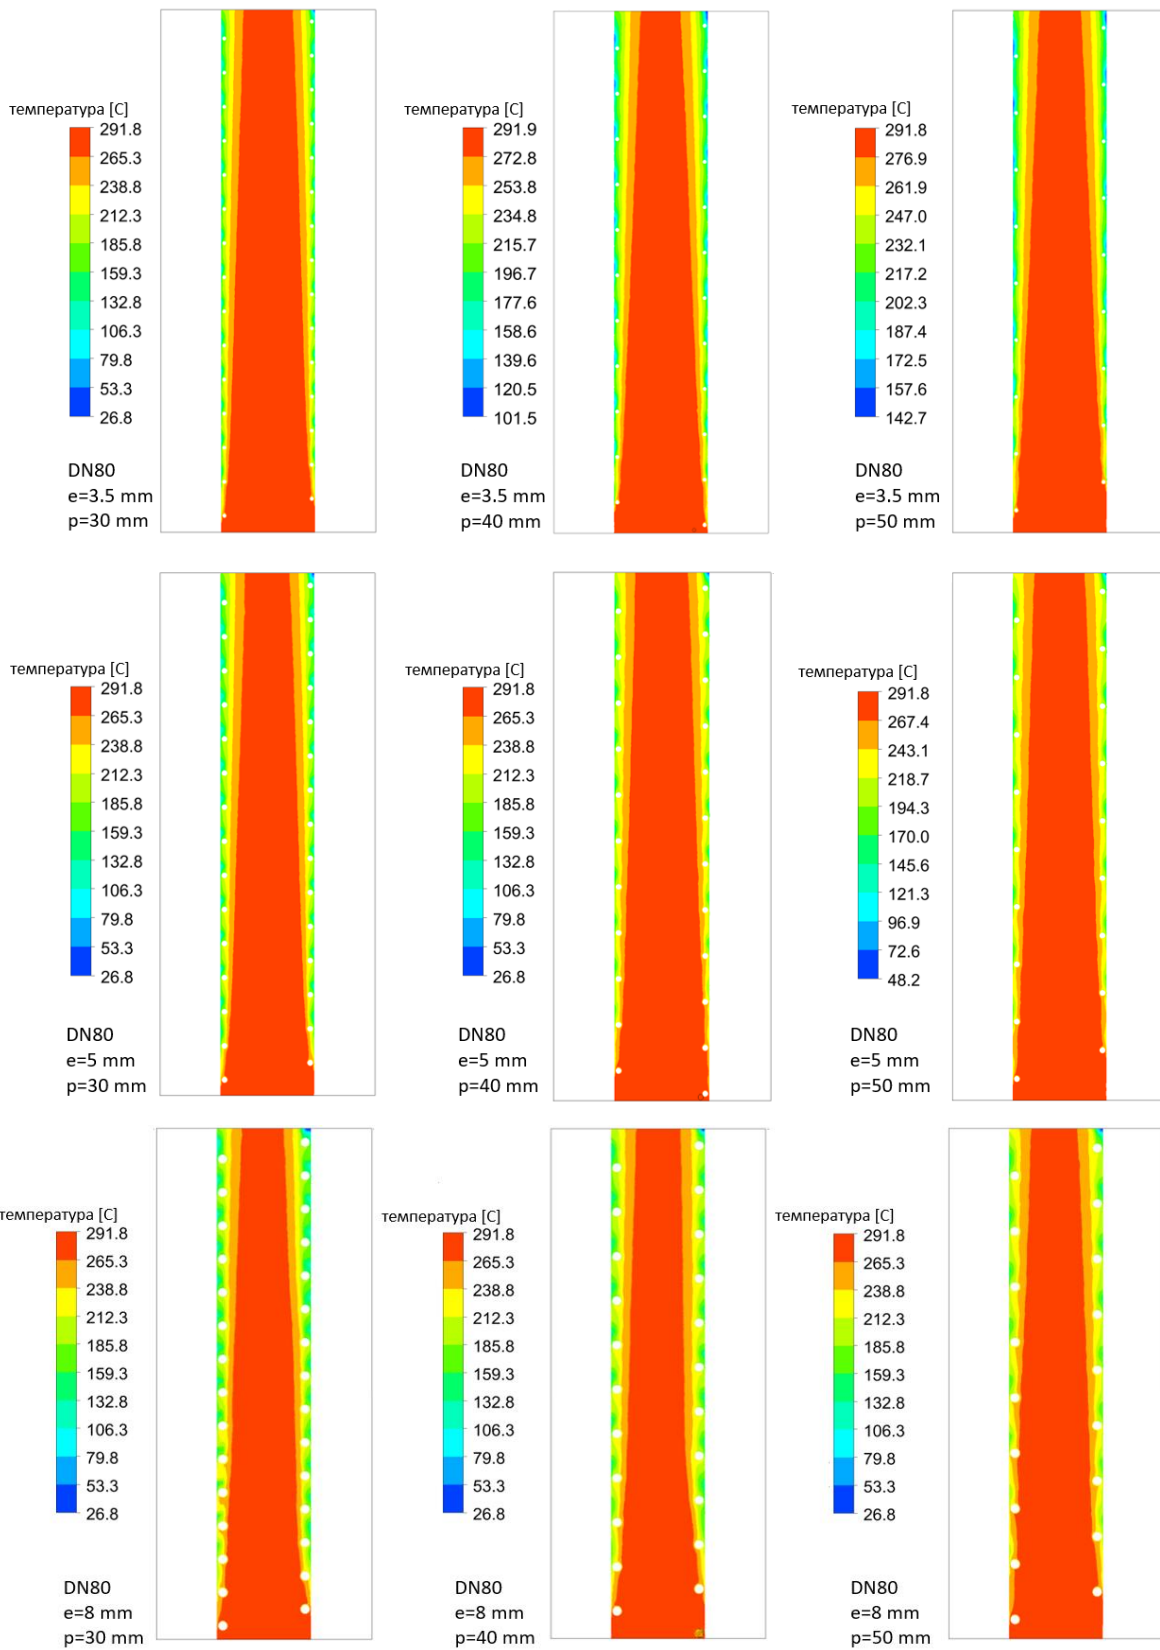 температура [C]
291.8
265.3
238.8
212.3
185.8
159.3
132.8
106.3
79.8
53.3
26.8
DN80
e=3.5 mm
p=30 mm
температура [C]
291.9
272.8
253.8
234.8
215.7
196.7
177.6
158.6
139.6
120.5
101.5
DN80
e=3.5 mm
p=40 mm
температура [C]
291.8
276.9
261.9
247.0
232.1
217.2
202.3
187.4
172.5
157.6
142.7
DN80
e=3.5 mm
p=50 mm
температура [C]
291.8
265.3
238.8
212.3
185.8
159.3
132.8
106.3
79.8
53.3
26.8
DN80
e=5 mm
p=30 mm
температура [C]
291.8
265.3
238.8
212.3
185.8
159.3
132.8
106.3
79.8
53.3
26.8
DN80
e=5 mm
p=40 mm
температура [C]
291.8
267.4
243.1
218.7
194.3
170.0
145.6
121.3
96.9
72.6
48.2
DN80
e=5 mm
p=50 mm
температура [C]
291.8
265.3
238.8
212.3
185.8
159.3
132.8
106.3
79.8
53.3
26.8
DN80
e=8 mm
p=30 mm
температура [C]
291.8
265.3
238.8
212.3
185.8
159.3
132.8
106.3
79.8
53.3
26.8
DN80
e=8 mm
p=40 mm
температура [C]
291.8
265.3
238.8
212.3
185.8
159.3
132.8
106.3
79.8
53.3
26.8
DN80
e=8 mm
p=50 mm